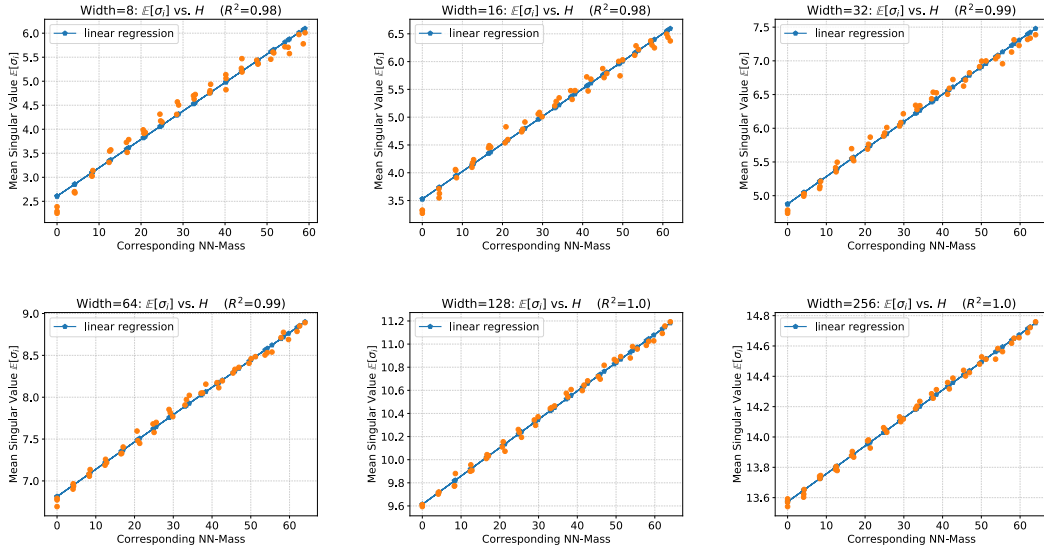 Width=8: 𝔼[σᵢ] vs. H (R²=0.98)
linear regression
Mean Singular Value 𝔼[σᵢ]
6.0
5.5
5.0
4.5
4.0
3.5
3.0
2.5
0 10 20 30 40 50 60
Corresponding NN-Mass
Width=16: 𝔼[σᵢ] vs. H (R²=0.98)
linear regression
Mean Singular Value 𝔼[σᵢ]
6.5
6.0
5.5
5.0
4.5
4.0
3.5
0 10 20 30 40 50 60
Corresponding NN-Mass
Width=32: 𝔼[σᵢ] vs. H (R²=0.99)
linear regression
Mean Singular Value 𝔼[σᵢ]
7.5
7.0
6.5
6.0
5.5
5.0
0 10 20 30 40 50 60
Corresponding NN-Mass
Width=64: 𝔼[σᵢ] vs. H (R²=0.99)
linear regression
Mean Singular Value 𝔼[σᵢ]
9.0
8.5
8.0
7.5
7.0
0 10 20 30 40 50 60
Corresponding NN-Mass
Width=128: 𝔼[σᵢ] vs. H (R²=1.0)
linear regression
Mean Singular Value 𝔼[σᵢ]
11.2
11.0
10.8
10.6
10.4
10.2
10.0
9.8
9.6
0 10 20 30 40 50 60
Corresponding NN-Mass
Width=256: 𝔼[σᵢ] vs. H (R²=1.0)
linear regression
Mean Singular Value 𝔼[σᵢ]
14.8
14.6
14.4
14.2
14.0
13.8
13.6
0 10 20 30 40 50 60
Corresponding NN-Mass